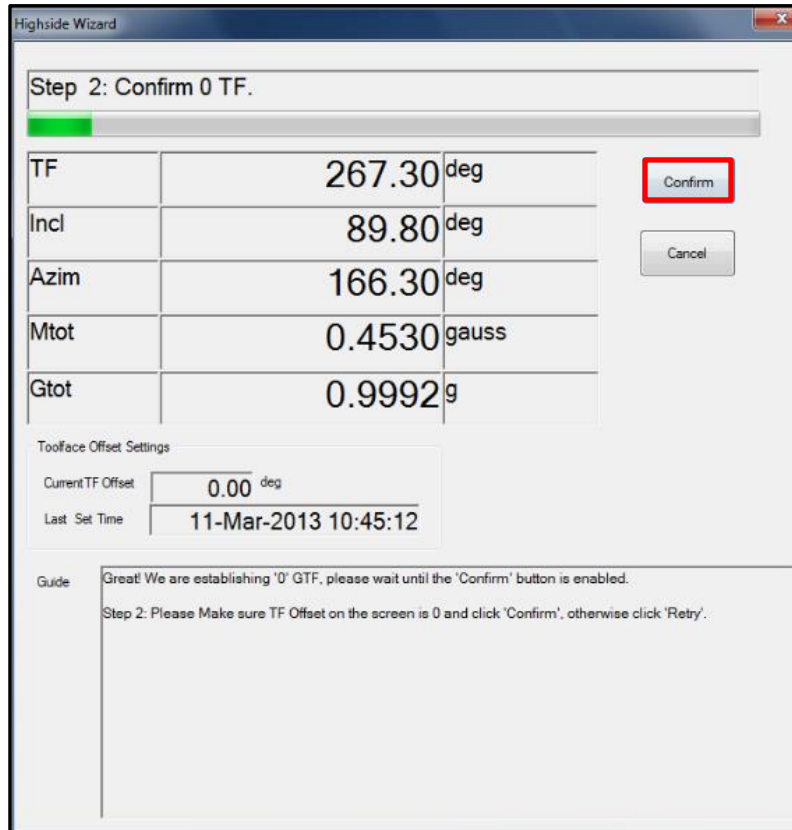 Highside Wizard
Step 2: Confirm 0 TF.
TF 267.30 deg
Confirm
Incl 89.80 deg
Cancel
Azim 166.30 deg
Mtot 0.4530 gauss
Gtot 0.9992 g
Toolface Offset Settings
Current TF Offset 0.00 deg
Last Set Time 11-Mar-2013 10:45:12
Guide
Great! We are establishing '0' GTF, please wait until the 'Confirm' button is enabled.
Step 2: Please Make sure TF Offset on the screen is 0 and click 'Confirm', otherwise click 'Retry'.